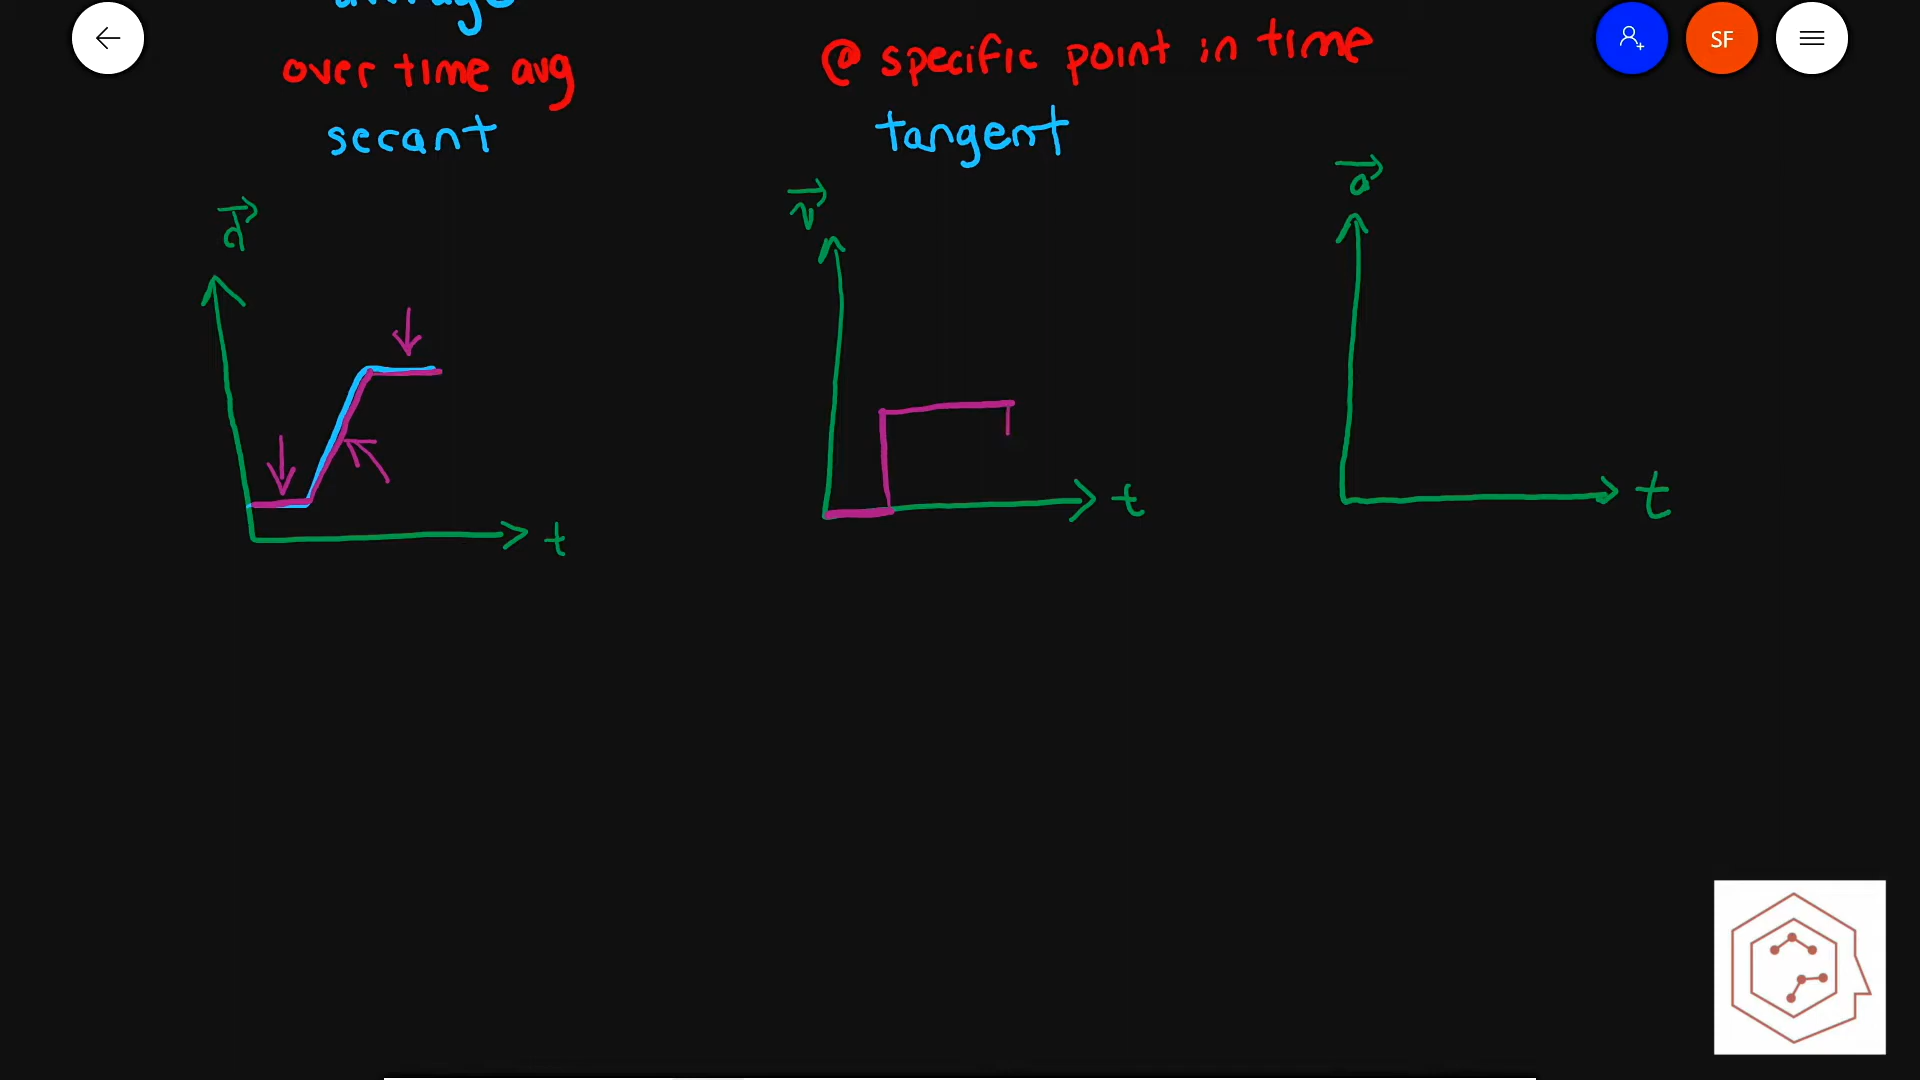 over time avg
@ specific point in time
SF
secant
tangent
d
v
a
t
t
t